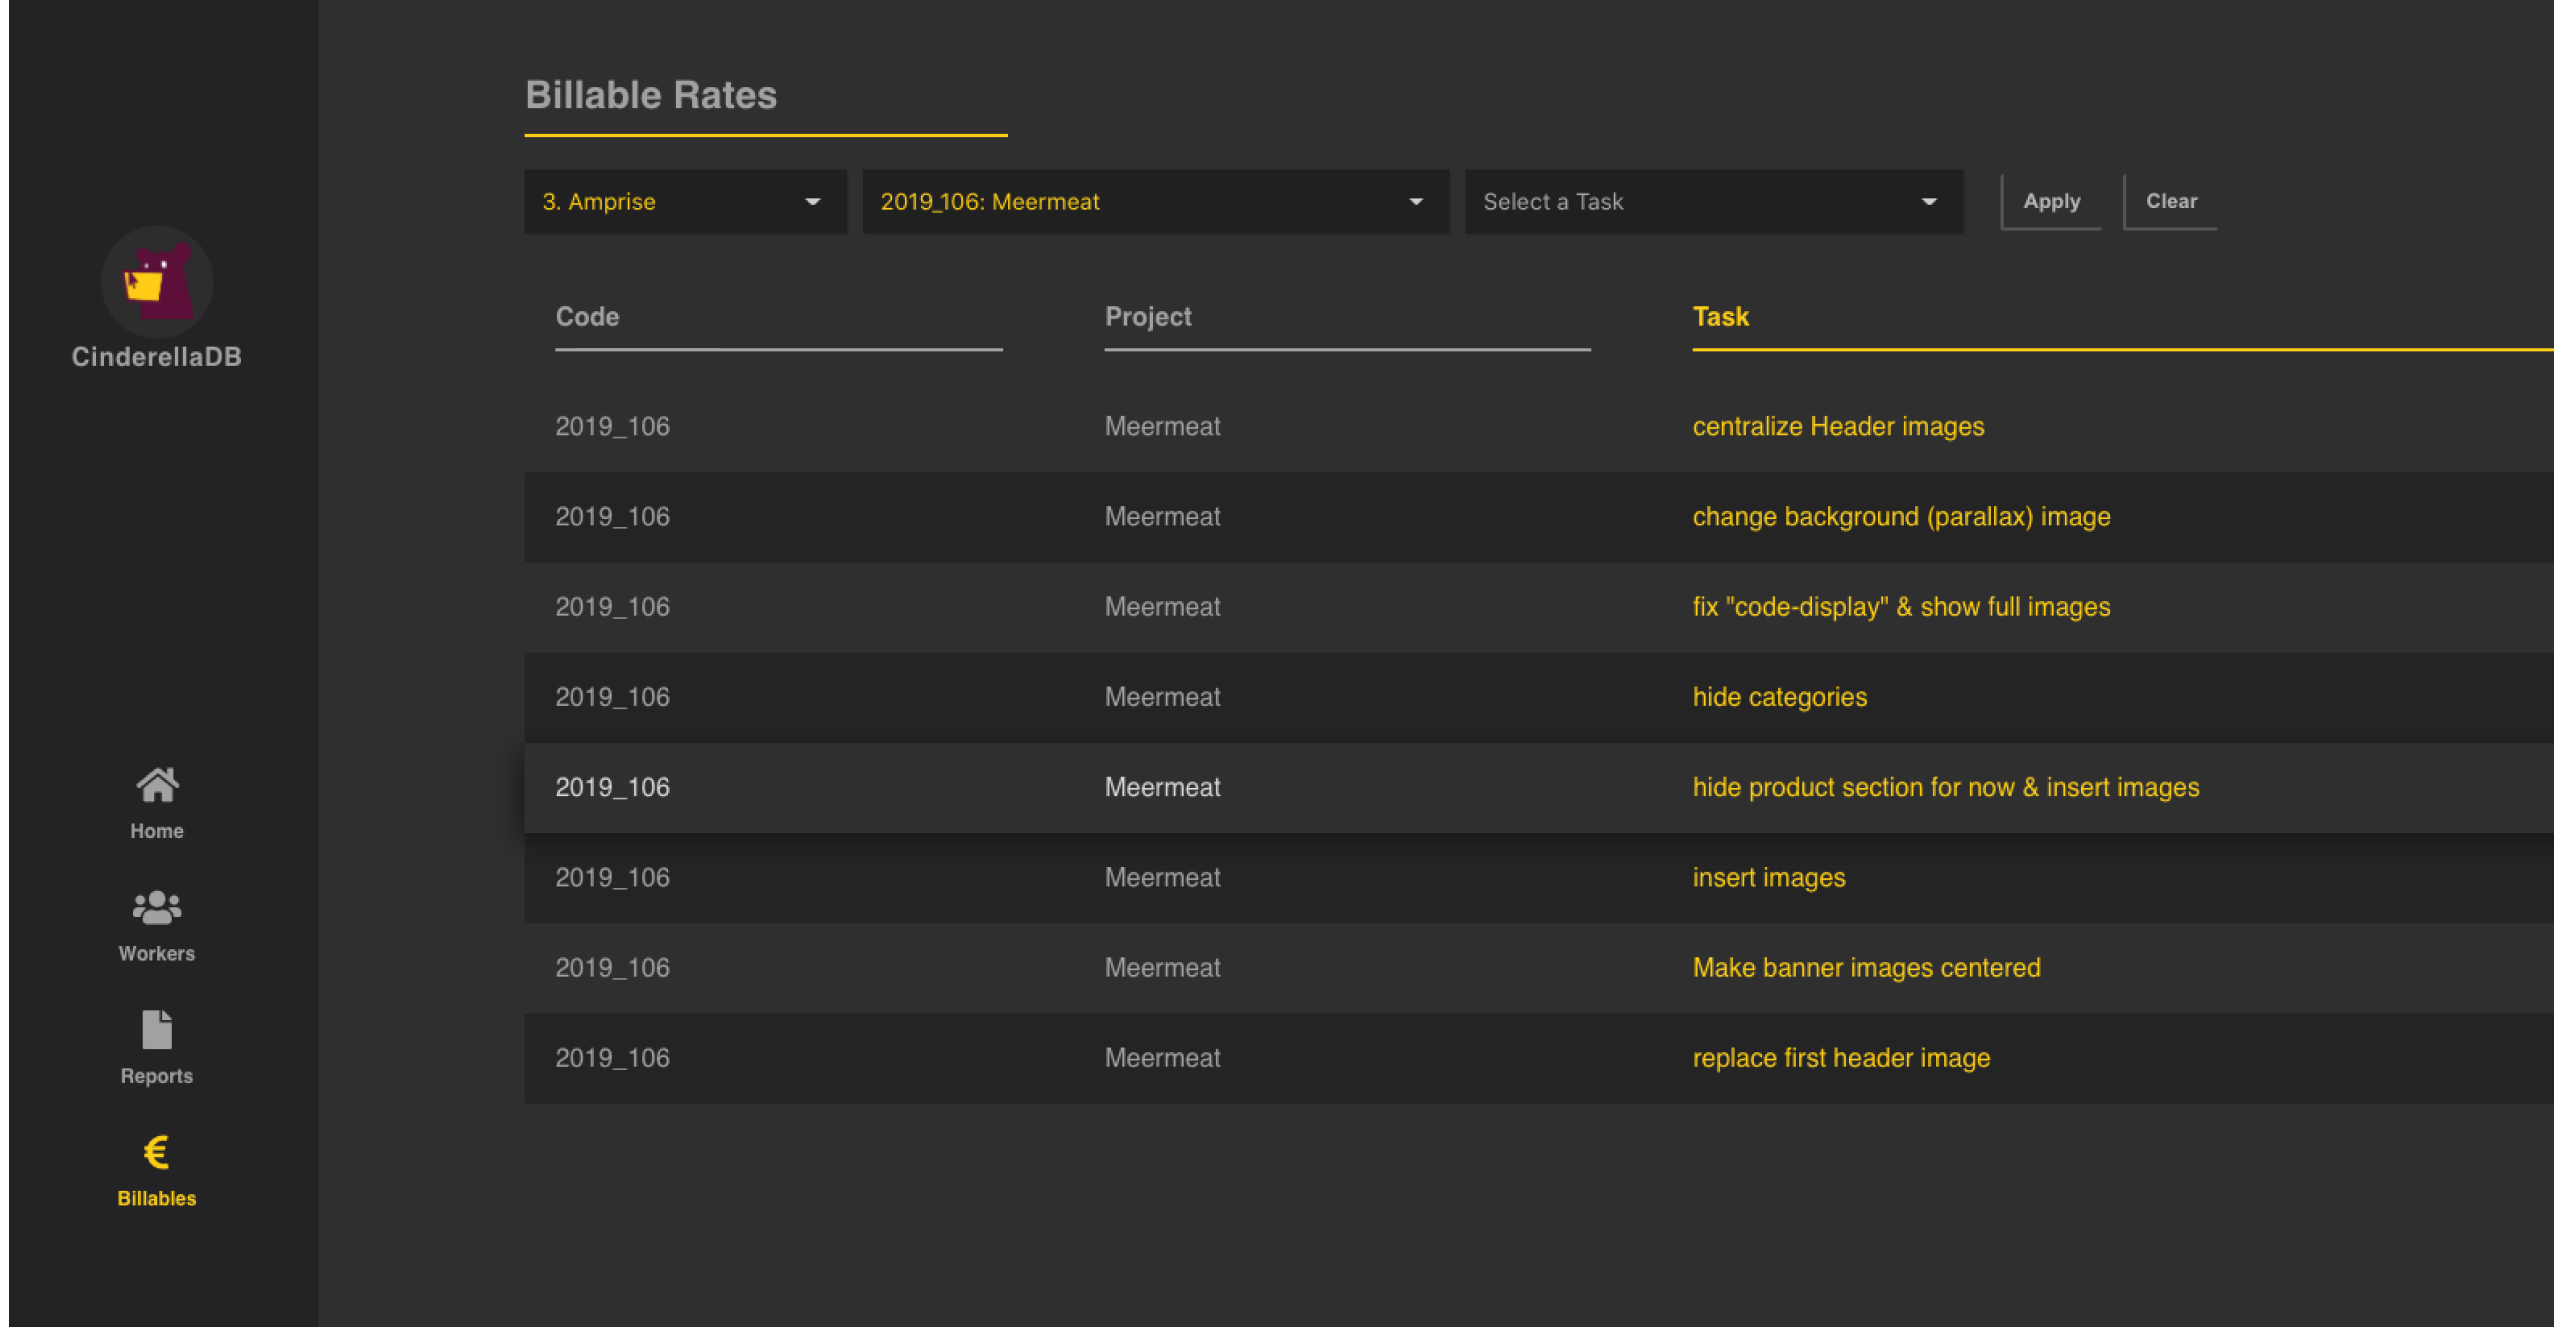 Billable Rates
3. Amprise 2019_106: Meermeat Select a Task Apply Clear
CinderellaDB
Code Project Task
2019_106 Meermeat centralize Header images
2019_106 Meermeat change background (parallax) image
2019_106 Meermeat fix "code-display" & show full images
2019_106 Meermeat hide categories
2019_106 Meermeat hide product section for now & insert images
2019_106 Meermeat insert images
2019_106 Meermeat Make banner images centered
2019_106 Meermeat replace first header image
Home
Workers
Reports
€
Billables